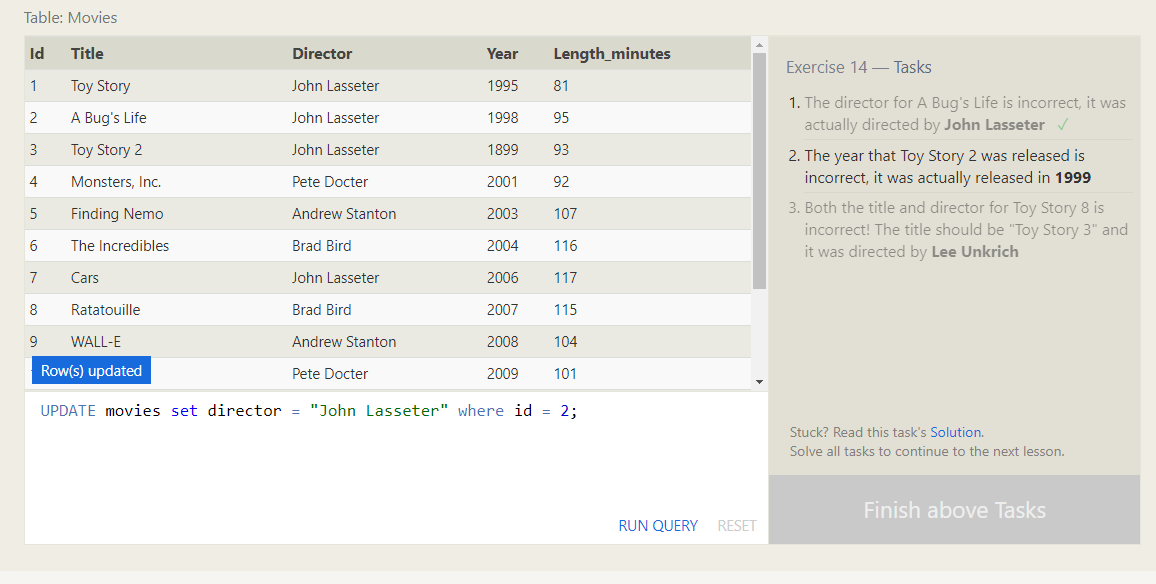 Table: Movies
Id Title Director Year Length_minutes
1 Toy Story John Lasseter 1995 81
2 A Bug's Life John Lasseter 1998 95
3 Toy Story 2 John Lasseter 1899 93
4 Monsters, Inc. Pete Docter 2001 92
5 Finding Nemo Andrew Stanton 2003 107
6 The Incredibles Brad Bird 2004 116
7 Cars John Lasseter 2006 117
8 Ratatouille Brad Bird 2007 115
9 WALL-E Andrew Stanton 2008 104
Row(s) updated Pete Docter 2009 101
UPDATE movies set director = "John Lasseter" where id = 2;
RUN QUERY RESET
Exercise 14 — Tasks
1. The director for A Bug's Life is incorrect, it was
actually directed by John Lasseter ✓
2. The year that Toy Story 2 was released is
incorrect, it was actually released in 1999
3. Both the title and director for Toy Story 8 is
incorrect! The title should be "Toy Story 3" and
it was directed by Lee Unkrich
Stuck? Read this task's Solution.
Solve all tasks to continue to the next lesson.
Finish above Tasks